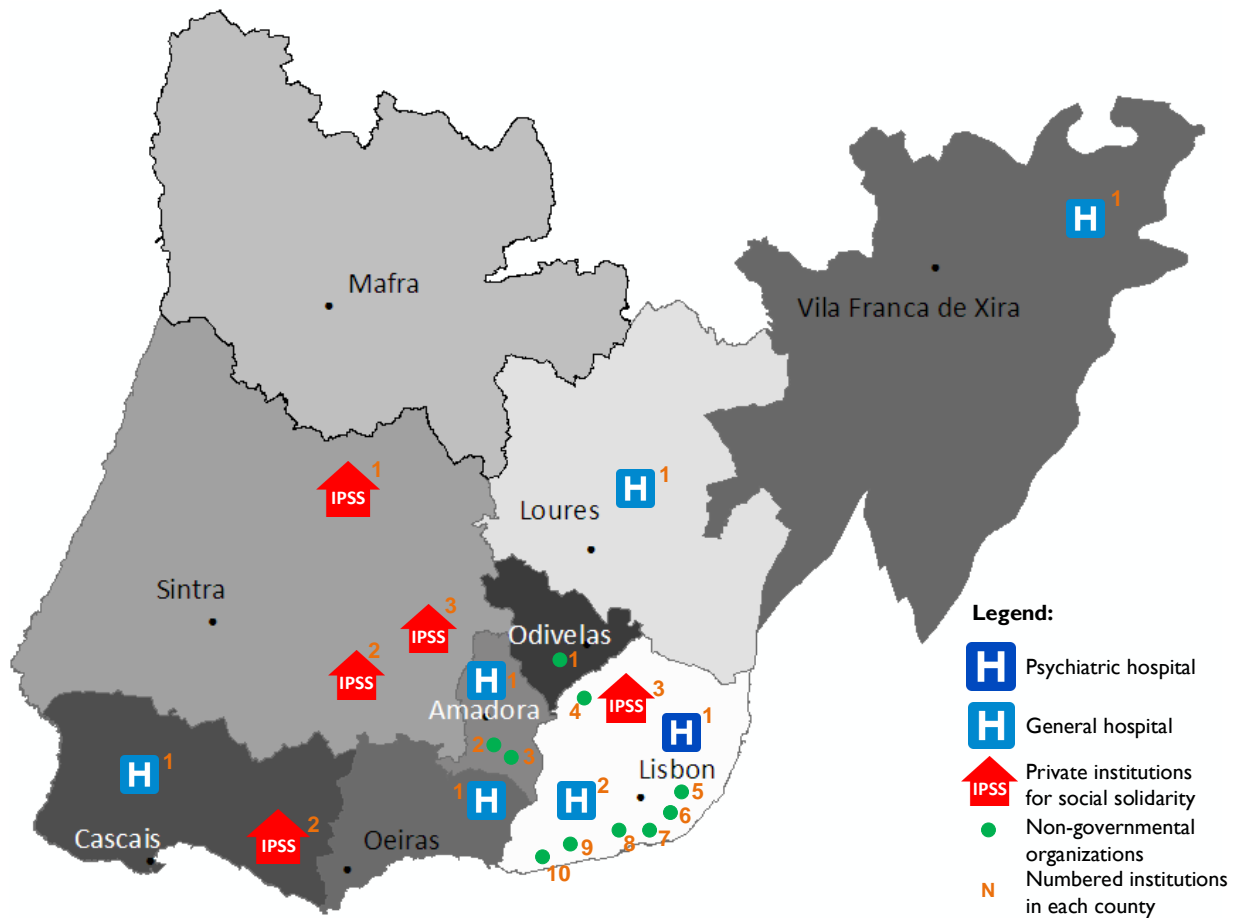 H 1
Mafra
Vila Franca de Xira
1
IPSS
H 1
Loures
Sintra
3
IPSS
Odivelas
1
2
IPSS
H 1
3
IPSS
4
Amadora
1
H
2
3
Lisbon
H 1
1 H
H 2
5
6
7
8
9
10
Cascais
2
IPSS
Oeiras
Legend:
H Psychiatric hospital
H General hospital
IPSS Private institutions
for social solidarity
Non-governmental
organizations
N Numbered institutions
in each county